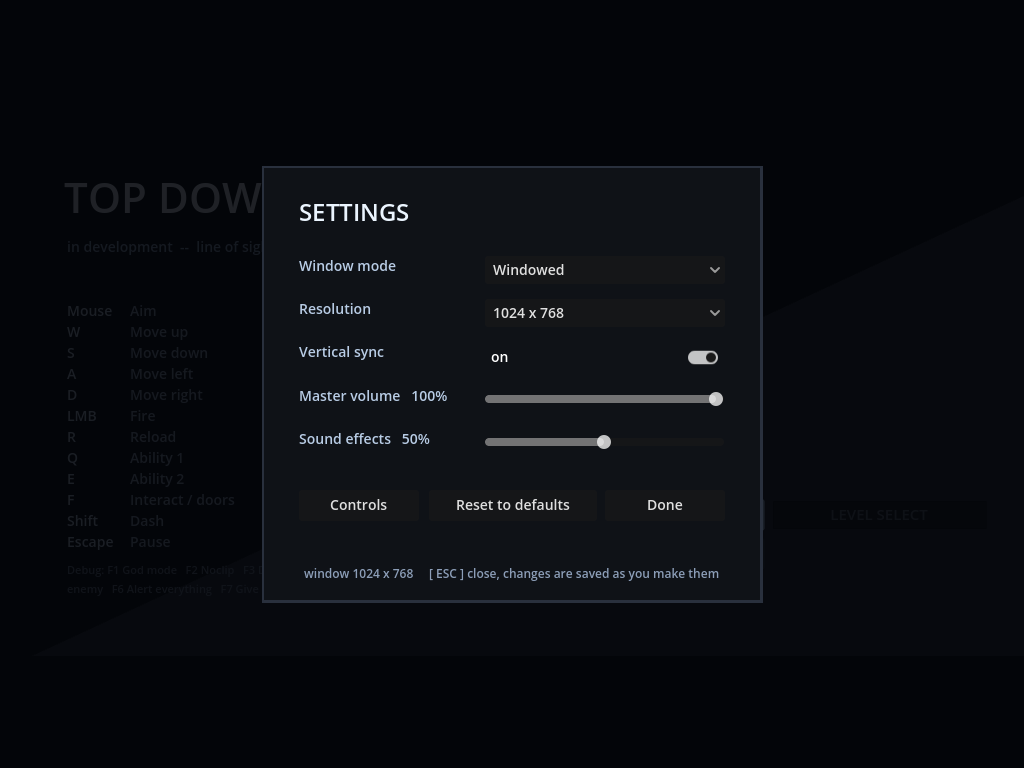 SETTINGS
Window mode Windowed
Resolution 1024 x 768
Vertical sync on
Master volume 100%
Sound effects 50%
Controls Reset to defaults Done
window 1024 x 768 [ ESC ] close, changes are saved as you make them
TOP DOW
in development -- line of sig
Mouse Aim
W Move up
S Move down
A Move left
D Move right
LMB Fire
R Reload
Q Ability 1
E Ability 2
F Interact / doors
Shift Dash
Escape Pause
Debug: F1 God mode F2 Noclip F3
enemy F6 Alert everything F7 Give
LEVEL SELECT